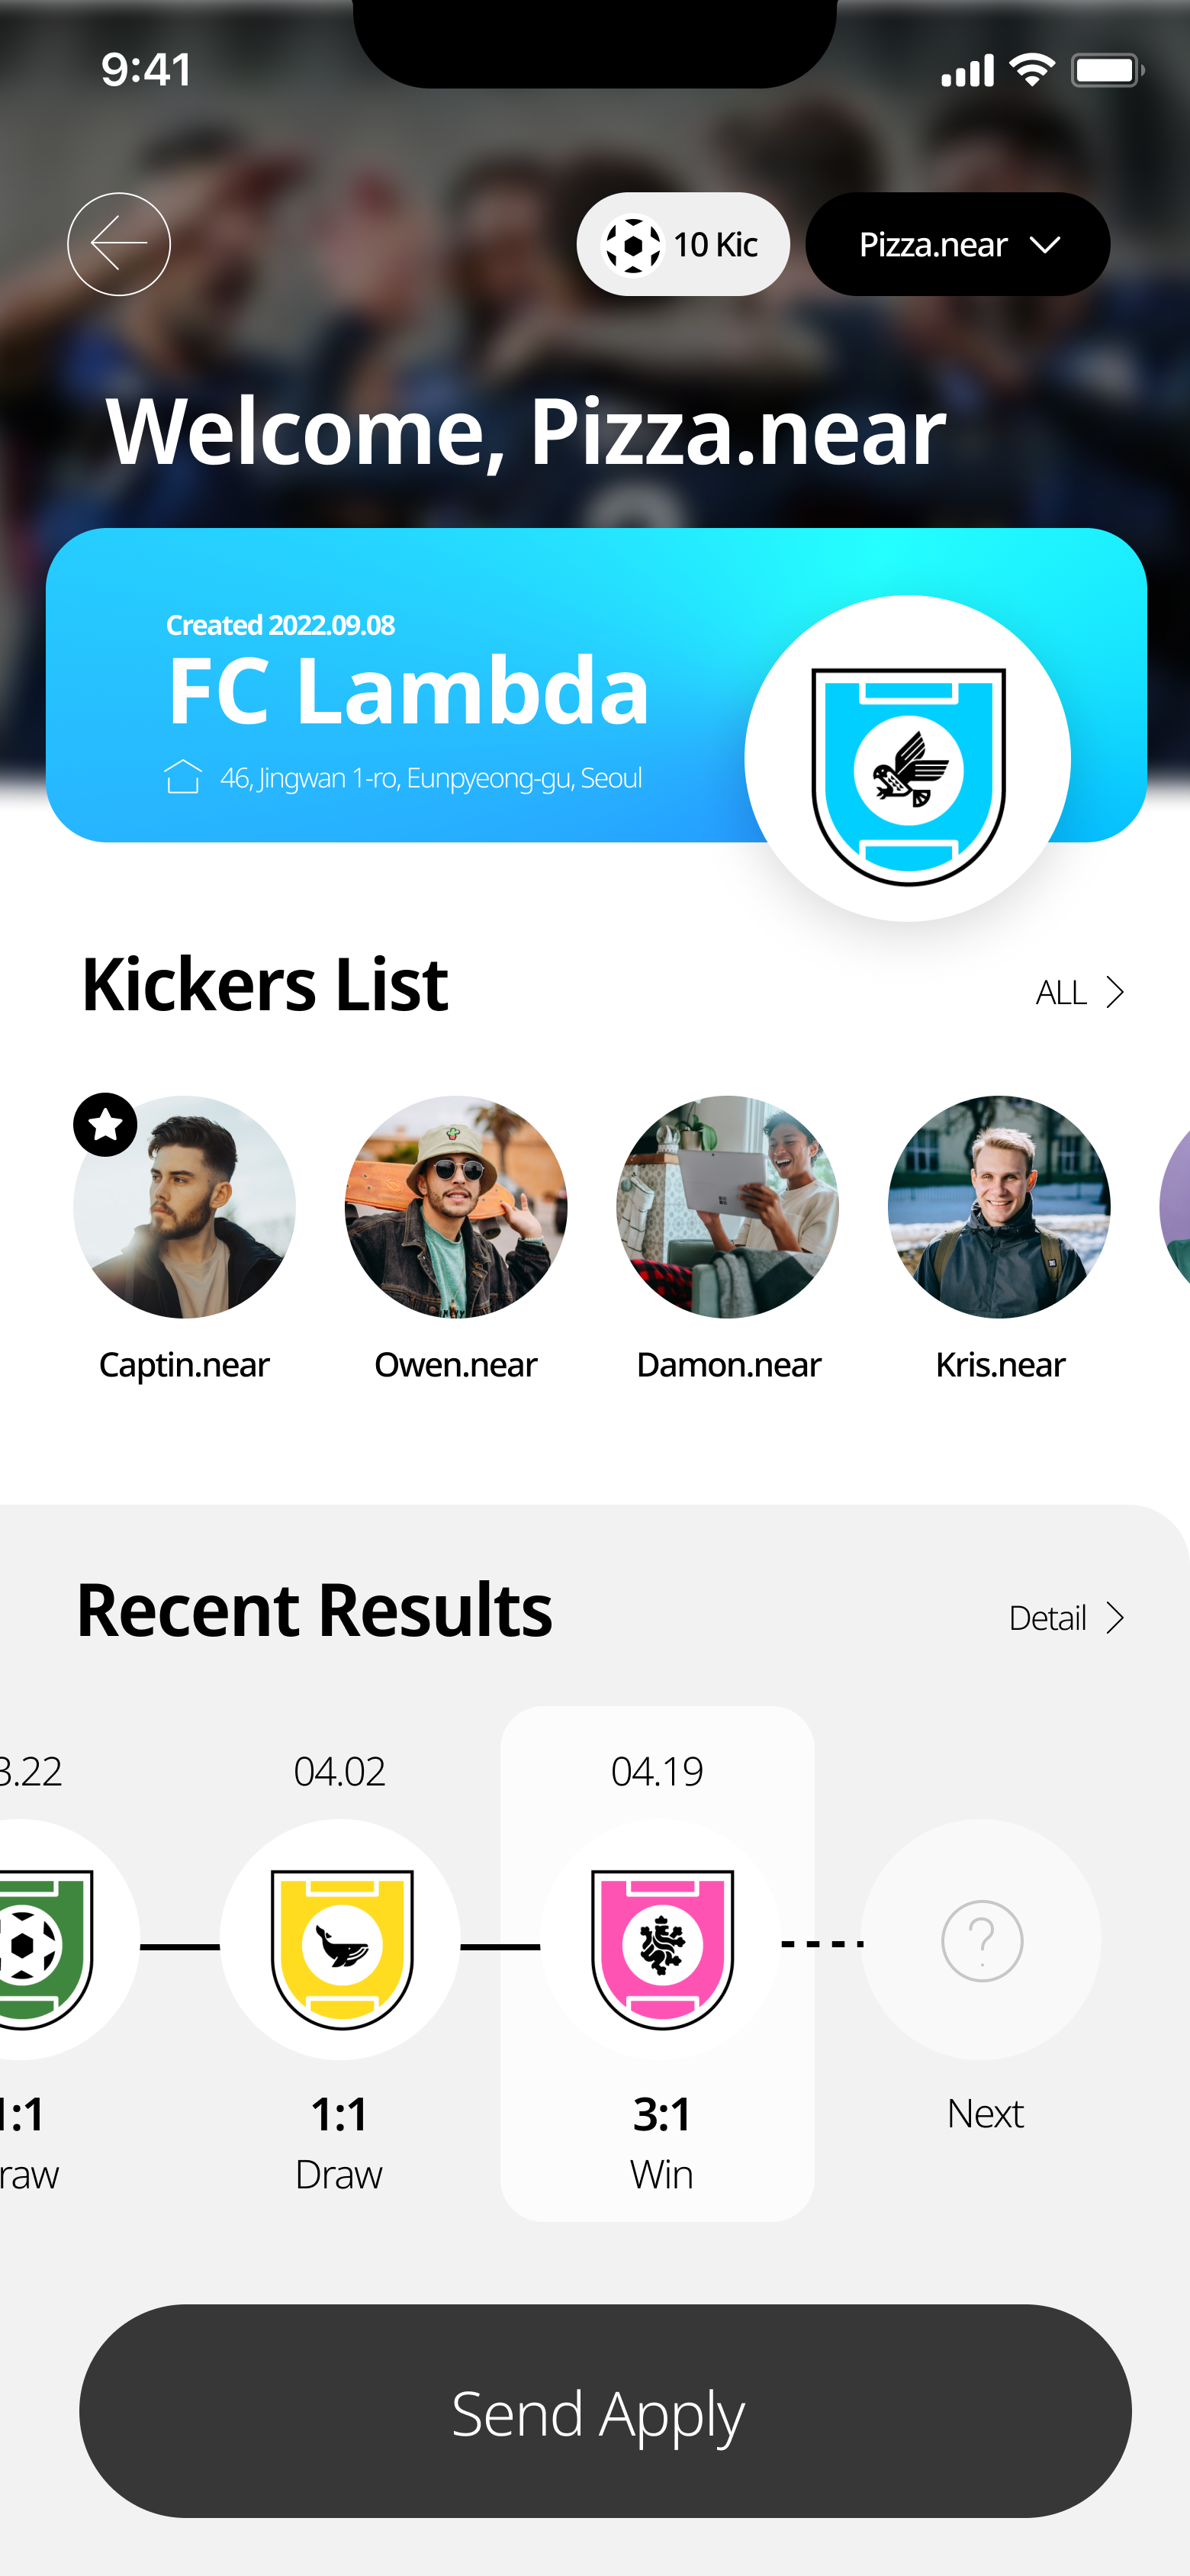 9:41
10 Kic
Pizza.near
Welcome, Pizza.near
Created 2022.09.08
FC Lambda
46, Jingwan 1-ro, Eunpyeong-gu, Seoul
Kickers List
ALL
Captin.near
Owen.near
Damon.near
Kris.near
Recent Results
Detail
3.22
04.02
04.19
?
1:1
1:1
3:1
Next
raw
Draw
Win
Send Apply